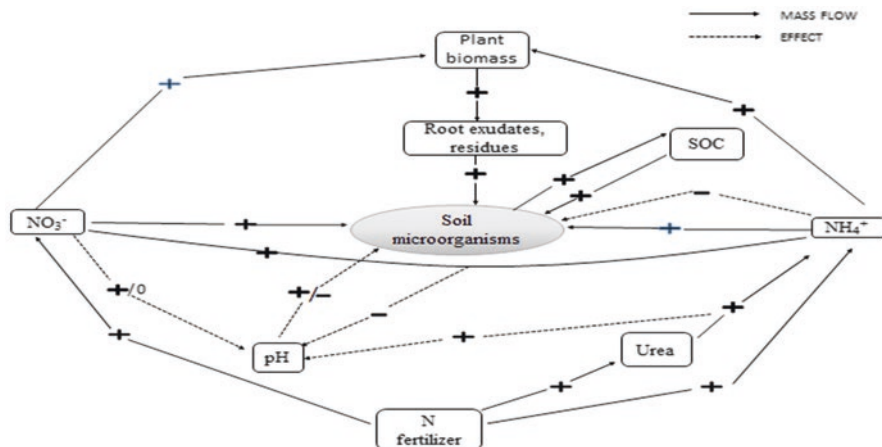 MASS FLOW
EFFECT
Plant
biomass
+
+
+
+
Root exudates,
residues
SOC
+
+
+
−
NO₃⁻
+
Soil
microorganisms
+
NH₄⁺
+
+/0
+/−
−
+
+
pH
+
Urea
+
+
N
fertilizer